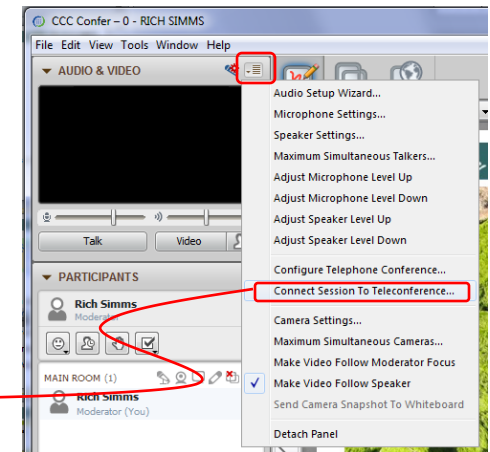 CCC Confer – 0 - RICH SIMMS
File Edit View Tools Window Help
AUDIO & VIDEO
Talk
Video
PARTICIPANTS
Rich Simms
Moderator
MAIN ROOM (1)
Rich Simms
Moderator (You)
Audio Setup Wizard...
Microphone Settings...
Speaker Settings...
Maximum Simultaneous Talkers...
Adjust Microphone Level Up
Adjust Microphone Level Down
Adjust Speaker Level Up
Adjust Speaker Level Down
Configure Telephone Conference...
Connect Session To Teleconference...
Camera Settings...
Maximum Simultaneous Cameras...
Make Video Follow Moderator Focus
Make Video Follow Speaker
Send Camera Snapshot To Whiteboard
Detach Panel